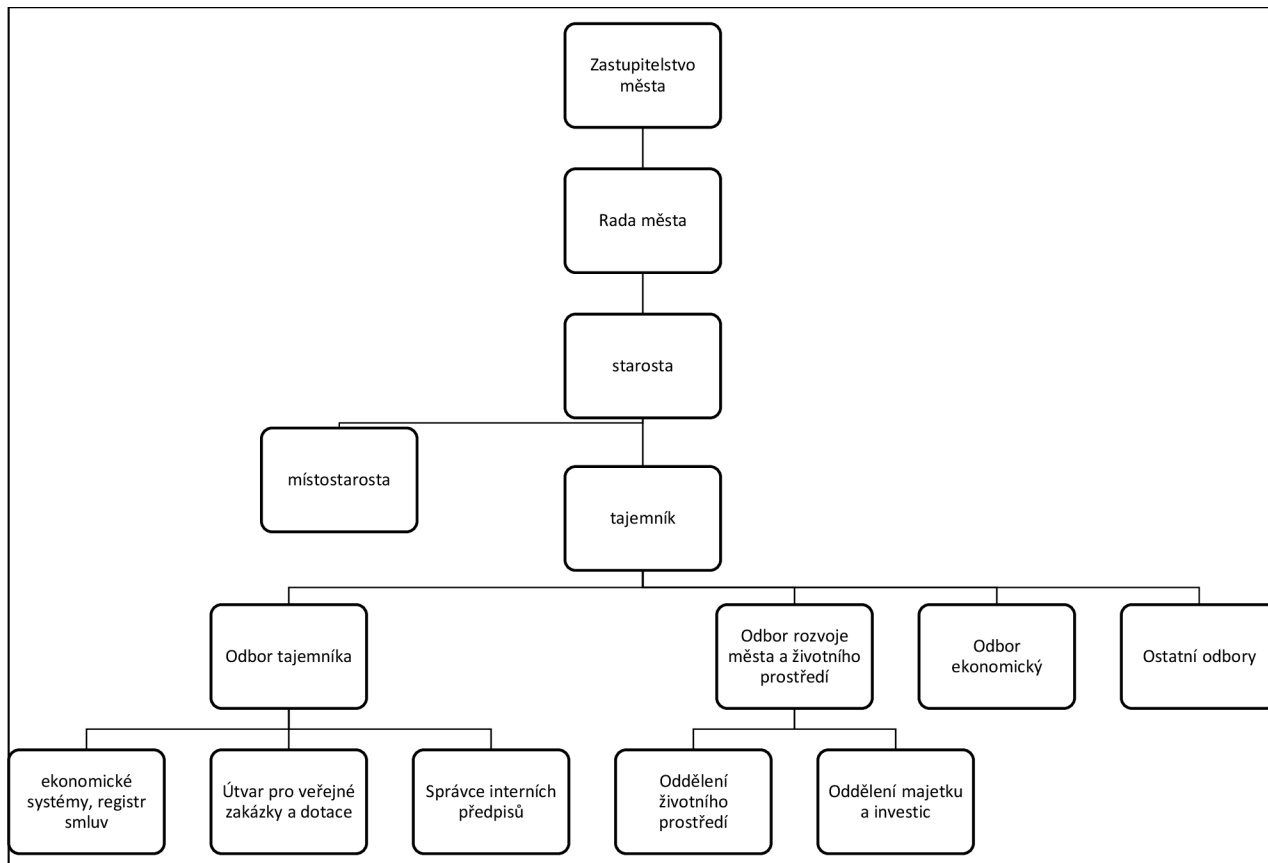 Zastupitelstvo
města
Rada města
starosta
místostarosta
tajemník
Odbor tajemníka
Odbor rozvoje
města a životního
prostředí
Odbor
ekonomický
Ostatní odbory
ekonomické
systémy, registr
smluv
Útvar pro veřejné
zakázky a dotace
Správce interních
předpisů
Oddělení
životního
prostředí
Oddělení majetku
a investic